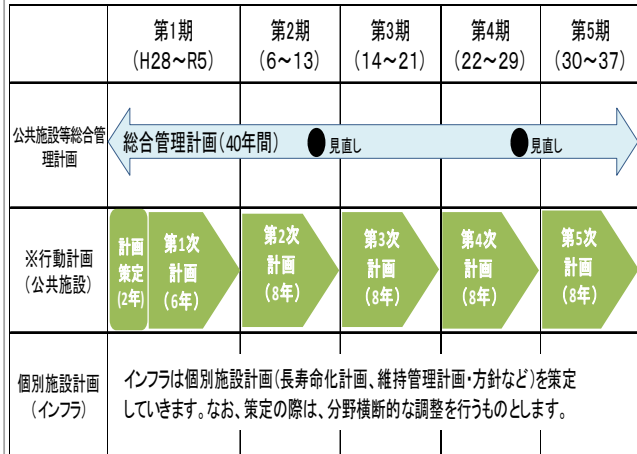 第1期
(H28～R5)
第2期
(6～13)
第3期
(14～21)
第4期
(22～29)
第5期
(30～37)
公共施設等総合管
理計画
総合管理計画(40年間)
見直し
見直し
※行動計画
(公共施設)
計画
策定
(2年)
第1次
計画
(6年)
第2次
計画
(8年)
第3次
計画
(8年)
第4次
計画
(8年)
第5次
計画
(8年)
個別施設計画
(インフラ)
インフラは個別施設計画(長寿命化計画、維持管理計画・方針など)を策定
していきます。なお、策定の際は、分野横断的な調整を行うものとします。